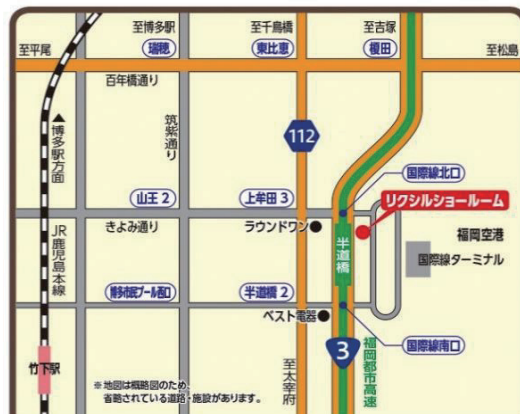 至博多駅
至千鳥橋
至吉塚
至平尾
瑞穂
東比恵
榎田
至松島
百年橋通り
▲博多駅方面
筑紫通り
112
国際線北口
山王2
上牟田3
リクシルショールーム
きよみ通り
ラウンドワン
福岡空港
JR鹿児島本線
半道橋
国際線ターミナル
博多市民プール西口
半道橋2
ベスト電器
国際線南口
3
竹下駅
至太宰府
福岡都市高速
※地図は概略図のため、
省略されている道路・施設があります。